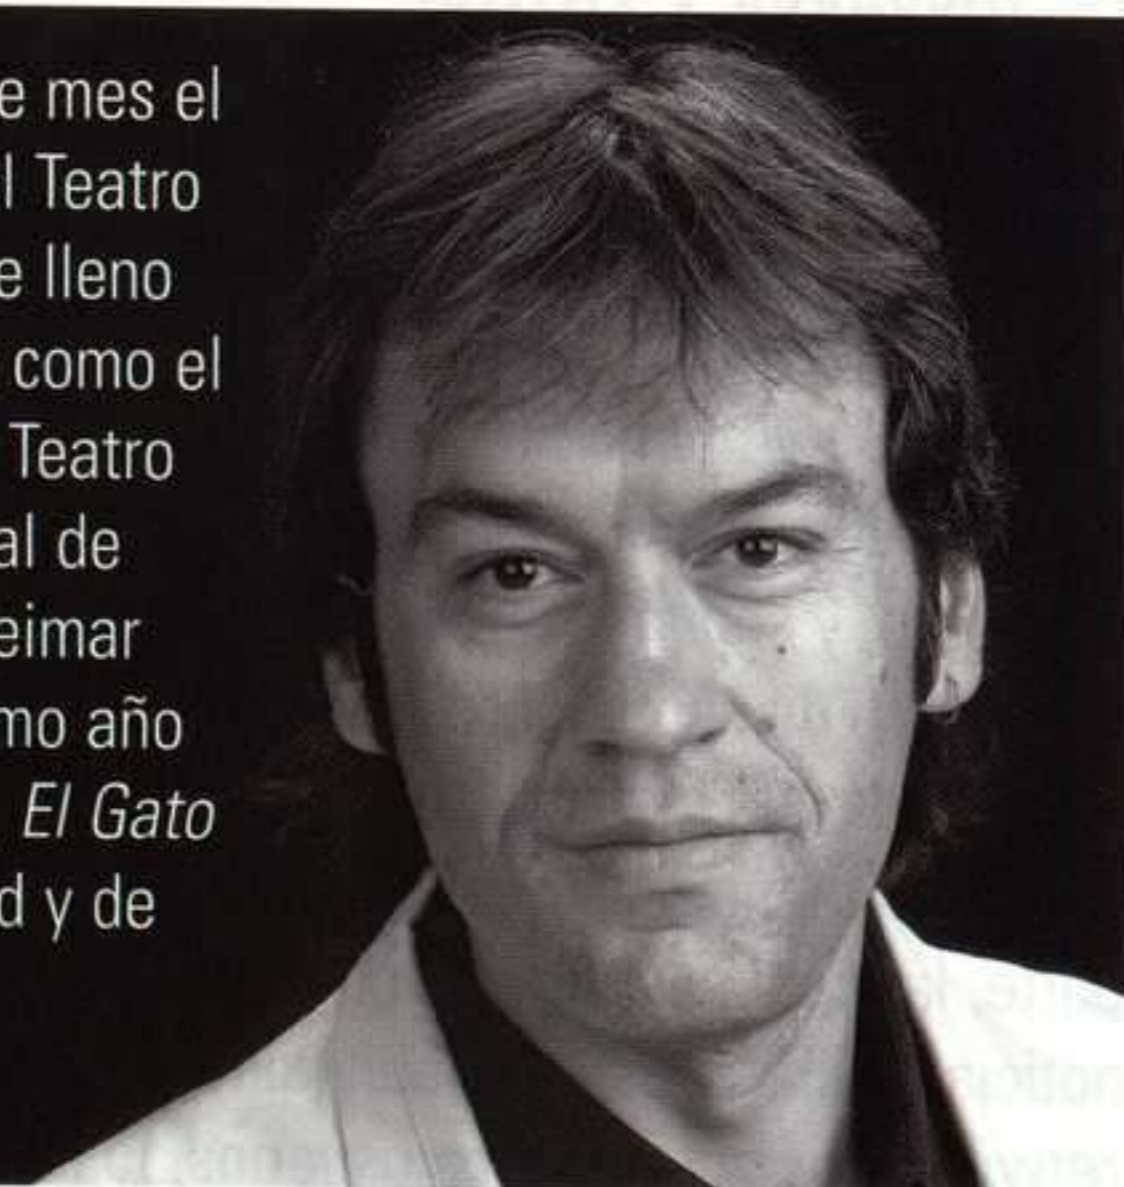 e mes el
l Teatro
e lleno
como el
Teatro
al de
eimar
mo año
El Gato
d y de